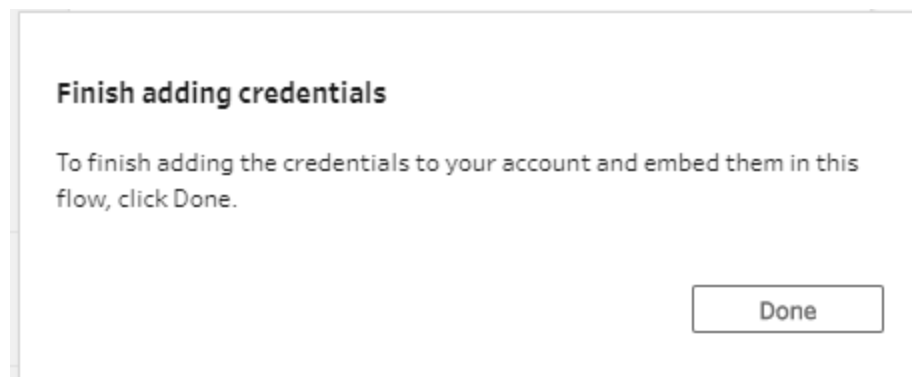 Finish adding credentials
To finish adding the credentials to your account and embed them in this
flow, click Done.
Done